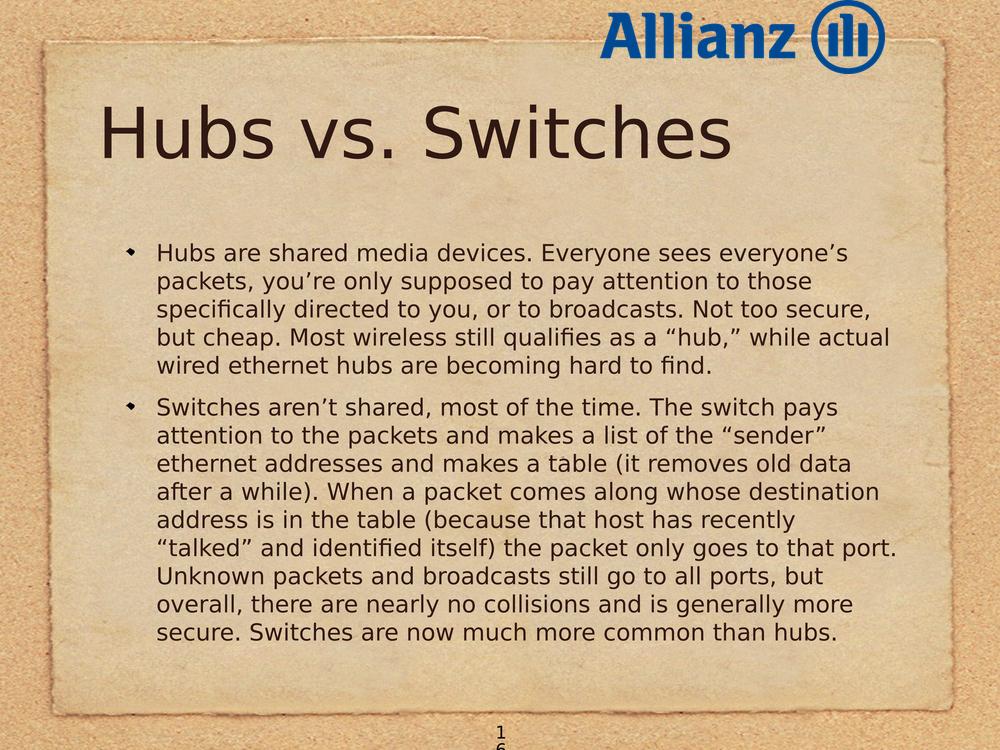 Allianz
Hubs vs. Switches
Hubs are shared media devices. Everyone sees everyone’s
packets, you’re only supposed to pay attention to those
specifically directed to you, or to broadcasts. Not too secure,
but cheap. Most wireless still qualifies as a “hub,” while actual
wired ethernet hubs are becoming hard to find.
Switches aren’t shared, most of the time. The switch pays
attention to the packets and makes a list of the “sender”
ethernet addresses and makes a table (it removes old data
after a while). When a packet comes along whose destination
address is in the table (because that host has recently
“talked” and identified itself) the packet only goes to that port.
Unknown packets and broadcasts still go to all ports, but
overall, there are nearly no collisions and is generally more
secure. Switches are now much more common than hubs.
1
6